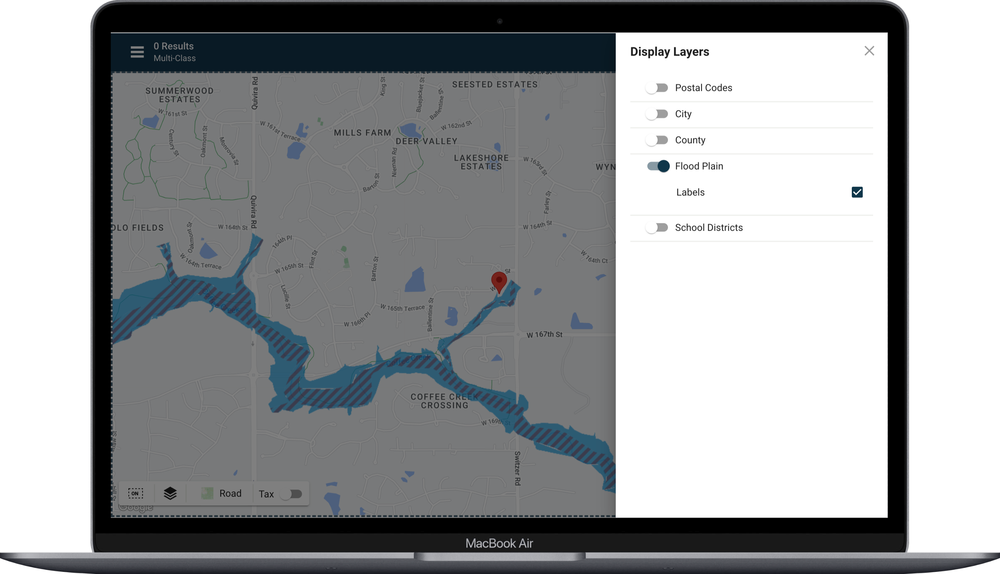 0 Results
Multi-Class
Display Layers
Postal Codes
City
County
Flood Plain
Labels
School Districts
SUMMERWOOD
ESTATES
W 161st St
Century St
Oakmont St
Monrovia St
Quivira Rd
W 161st Terrace
King St
Bluejacket St
Ballentine St
SEESTED ESTATES
W 162nd St
MILLS FARM
DEER VALLEY
Nieman Rd
LAKESHORE
ESTATES
W 163rd St
WYN
Barton St
Farley St
Quivira Rd
OLO FIELDS
Oakmont St
W 164th St
W 164th Terrace
164th Pl
W 165th St
Flint St
Barton St
Lucille St
W 164th St
W 164th Ct
St
W
W 165th Terrace
Ballentine St
W 166th Pl
W 167th St
Coffee Creek
Coffee Creek
COFFEE CREEK
CROSSING
W 169th St
Switzer Rd
ON
Road
Tax
Google
MacBook Air